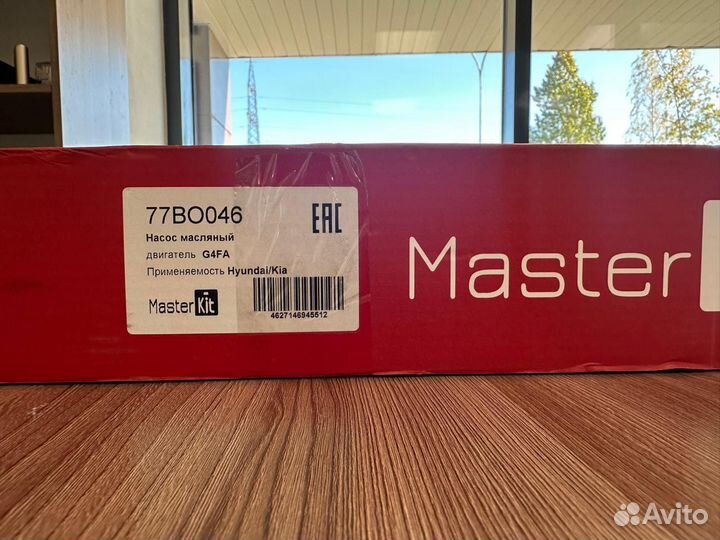 77BO046
Насос масляный
двигатель G4FA
Применяемость Hyundai/Kia
EAC
Master Kit
4627146945512
Master
Avito